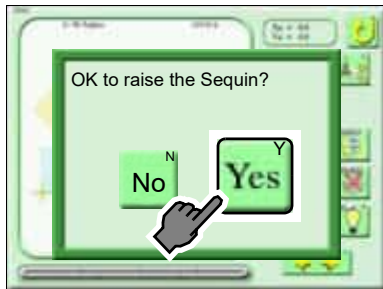 OK to raise the Sequin?
N
No
Y
Yes